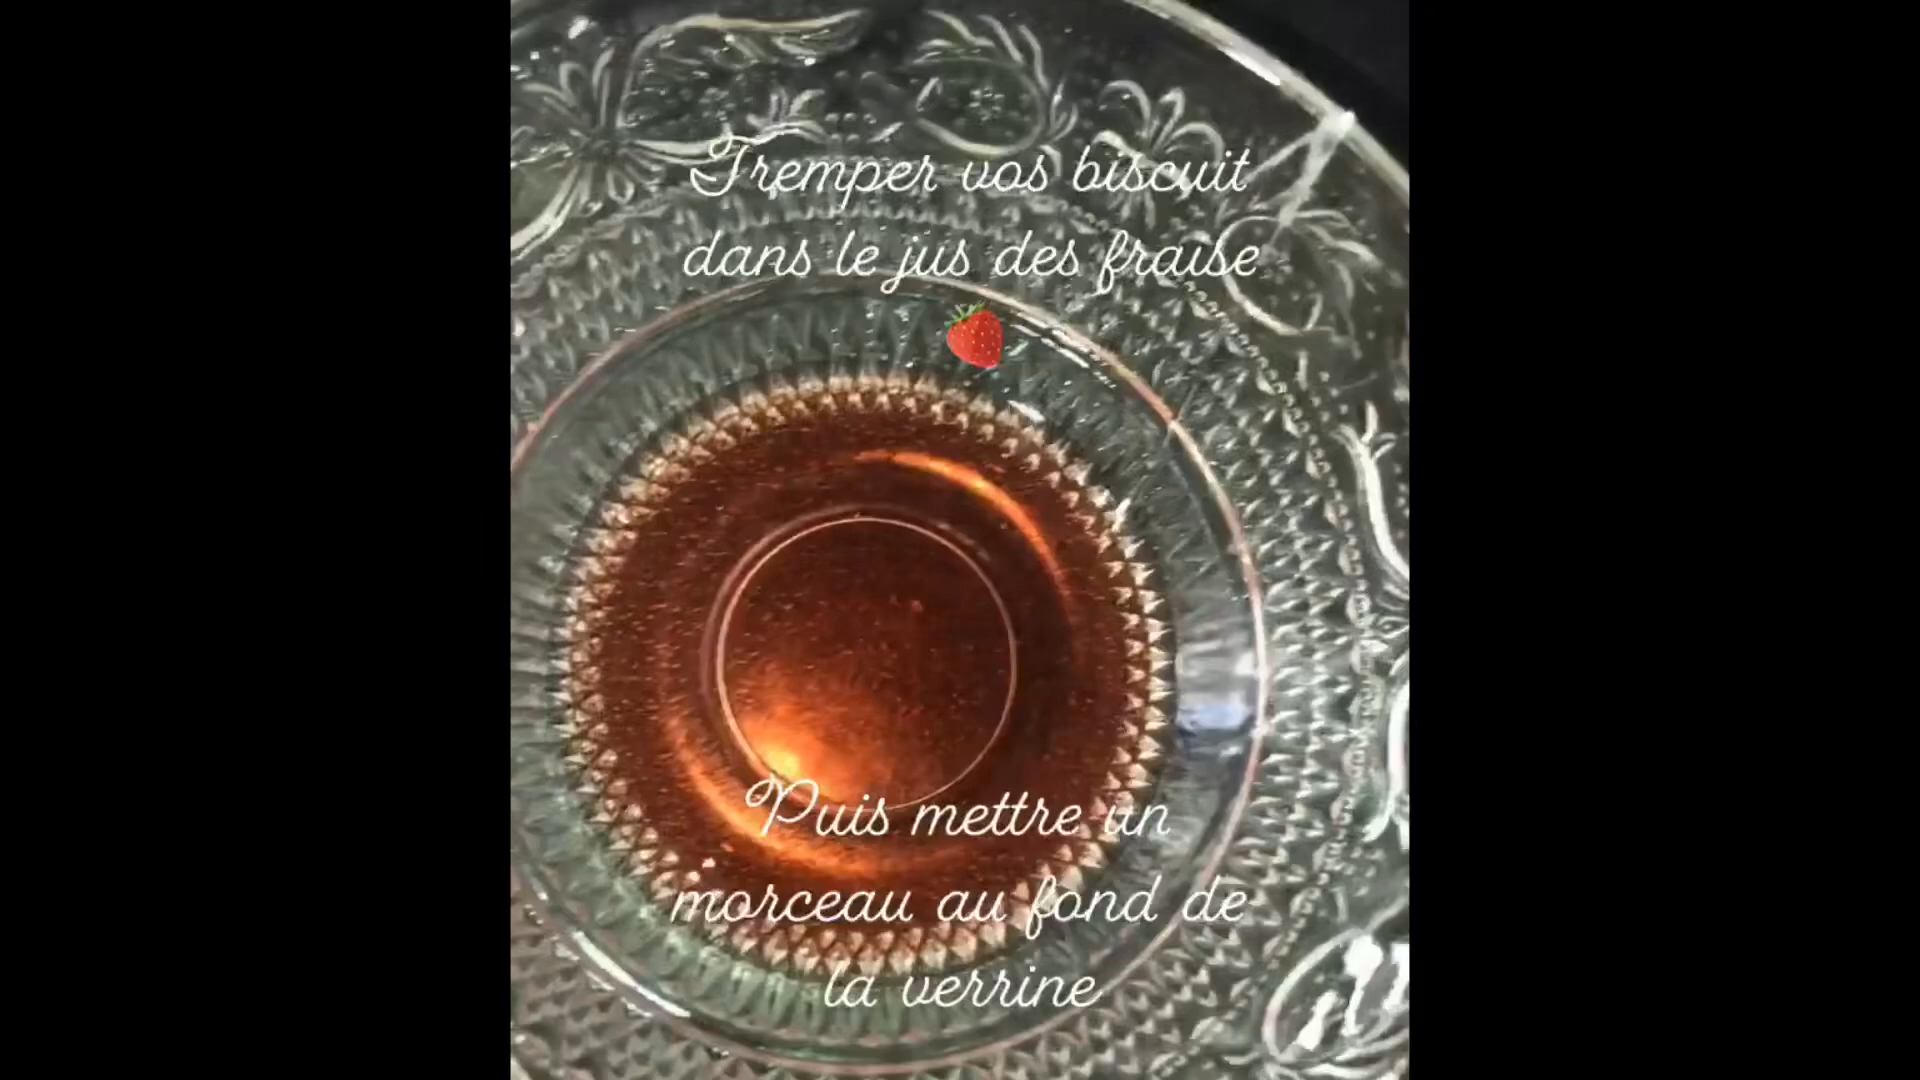 Tremper vos biscuit
dans le jus des fraise
🍓
Puis mettre un
morceau au fond de
la verrine